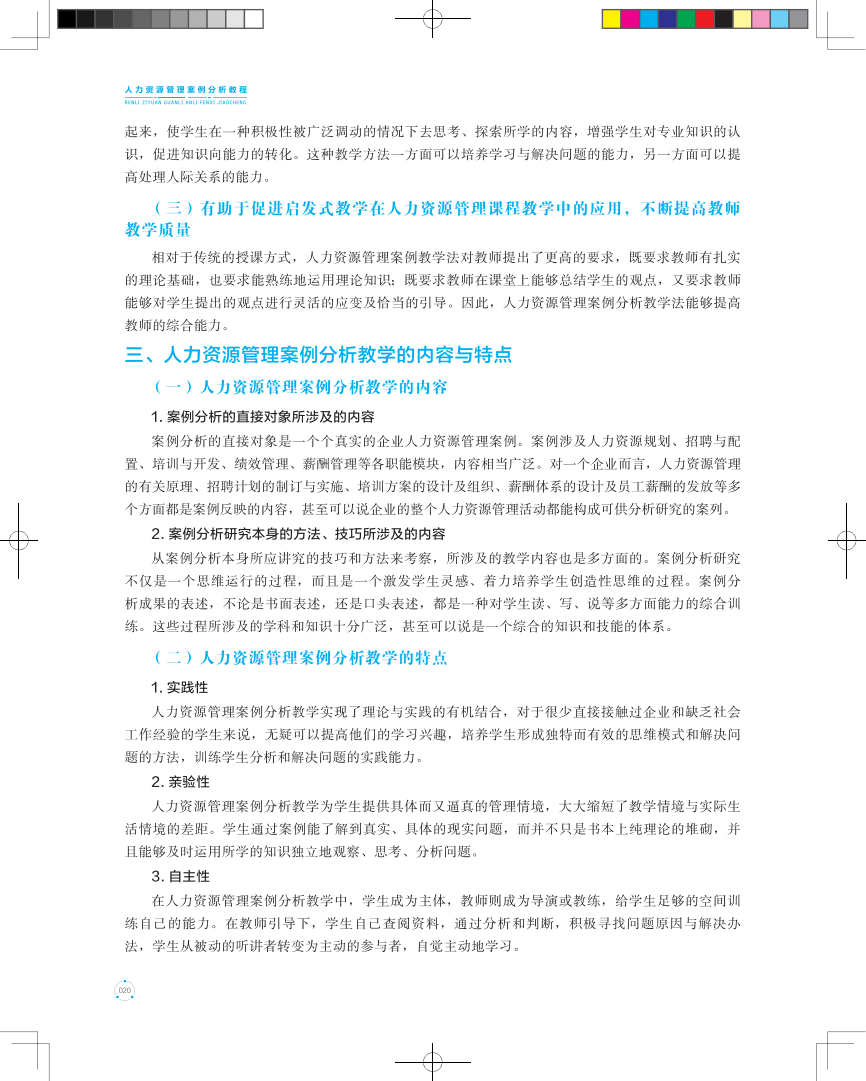 人力资源管理案例分析教程
RENLI ZIYUAN GUANLI ANLI FENXI JIAOCHENG
起来，使学生在一种积极性被广泛调动的情况下去思考、探索所学的内容，增强学生对专业知识的认
识，促进知识向能力的转化。这种教学方法一方面可以培养学习与解决问题的能力，另一方面可以提
高处理人际关系的能力。
（三）有助于促进启发式教学在人力资源管理课程教学中的应用，不断提高教师
教学质量
相对于传统的授课方式，人力资源管理案例教学法对教师提出了更高的要求，既要求教师有扎实
的理论基础，也要求能熟练地运用理论知识；既要求教师在课堂上能够总结学生的观点，又要求教师
能够对学生提出的观点进行灵活的应变及恰当的引导。因此，人力资源管理案例分析教学法能够提高
教师的综合能力。
三、人力资源管理案例分析教学的内容与特点
（一）人力资源管理案例分析教学的内容
1. 案例分析的直接对象所涉及的内容
案例分析的直接对象是一个个真实的企业人力资源管理案例。案例涉及人力资源规划、招聘与配
置、培训与开发、绩效管理、薪酬管理等各职能模块，内容相当广泛。对一个企业而言，人力资源管理
的有关原理、招聘计划的制订与实施、培训方案的设计及组织、薪酬体系的设计及员工薪酬的发放等多
个方面都是案例反映的内容，甚至可以说企业的整个人力资源管理活动都能构成可供分析研究的案列。
2. 案例分析研究本身的方法、技巧所涉及的内容
从案例分析本身所应讲究的技巧和方法来考察，所涉及的教学内容也是多方面的。案例分析研究
不仅是一个思维运行的过程，而且是一个激发学生灵感、着力培养学生创造性思维的过程。案例分
析成果的表述，不论是书面表述，还是口头表述，都是一种对学生读、写、说等多方面能力的综合训
练。这些过程所涉及的学科和知识十分广泛，甚至可以说是一个综合的知识和技能的体系。
（二）人力资源管理案例分析教学的特点
1. 实践性
人力资源管理案例分析教学实现了理论与实践的有机结合，对于很少直接接触过企业和缺乏社会
工作经验的学生来说，无疑可以提高他们的学习兴趣，培养学生形成独特而有效的思维模式和解决问
题的方法，训练学生分析和解决问题的实践能力。
2. 亲验性
人力资源管理案例分析教学为学生提供具体而又逼真的管理情境，大大缩短了教学情境与实际生
活情境的差距。学生通过案例能了解到真实、具体的现实问题，而并不只是书本上纯理论的堆砌，并
且能够及时运用所学的知识独立地观察、思考、分析问题。
3. 自主性
在人力资源管理案例分析教学中，学生成为主体，教师则成为导演或教练，给学生足够的空间训
练自己的能力。在教师引导下，学生自己查阅资料，通过分析和判断，积极寻找问题原因与解决办
法，学生从被动的听讲者转变为主动的参与者，自觉主动地学习。
020